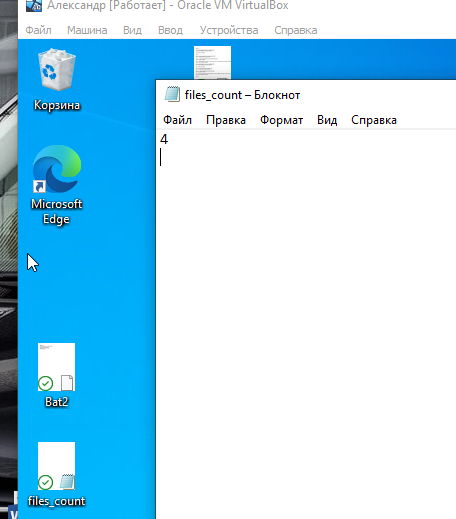 Александр [Работает] - Oracle VM VirtualBox
Файл Машина Вид Ввод Устройства Справка
Корзина
files_count – Блокнот
Файл Правка Формат Вид Справка
4
Microsoft
Edge
Bat2
files_count